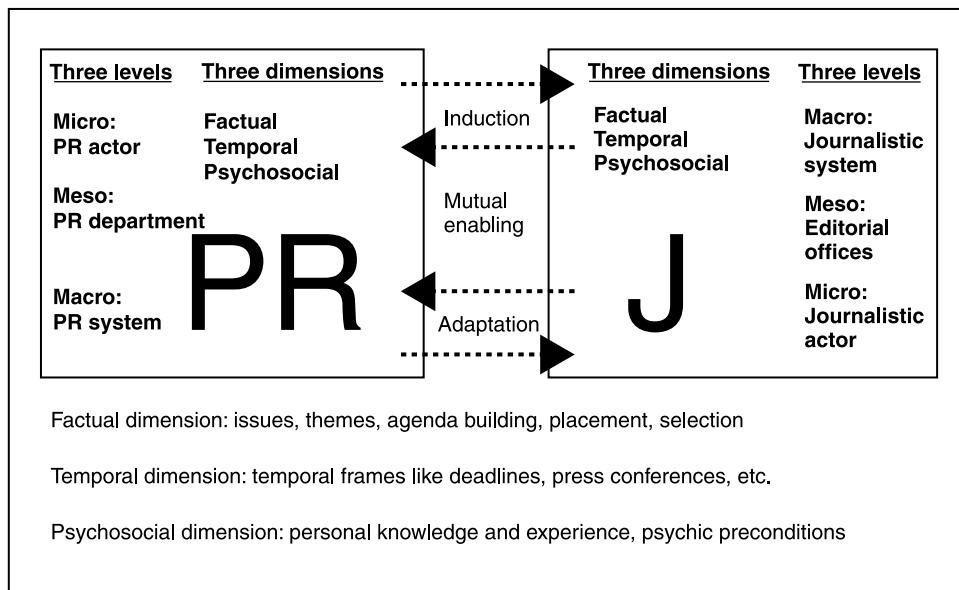 Three levels
Three dimensions
Micro:
PR actor
Factual
Temporal
Psychosocial
Meso:
PR department
Macro:
PR system
PR
Induction
Mutual
enabling
Adaptation
Three dimensions
Three levels
Factual
Temporal
Psychosocial
Macro:
Journalistic
system
Meso:
Editorial
offices
Micro:
Journalistic
actor
J
Factual dimension: issues, themes, agenda building, placement, selection
Temporal dimension: temporal frames like deadlines, press conferences, etc.
Psychosocial dimension: personal knowledge and experience, psychic preconditions